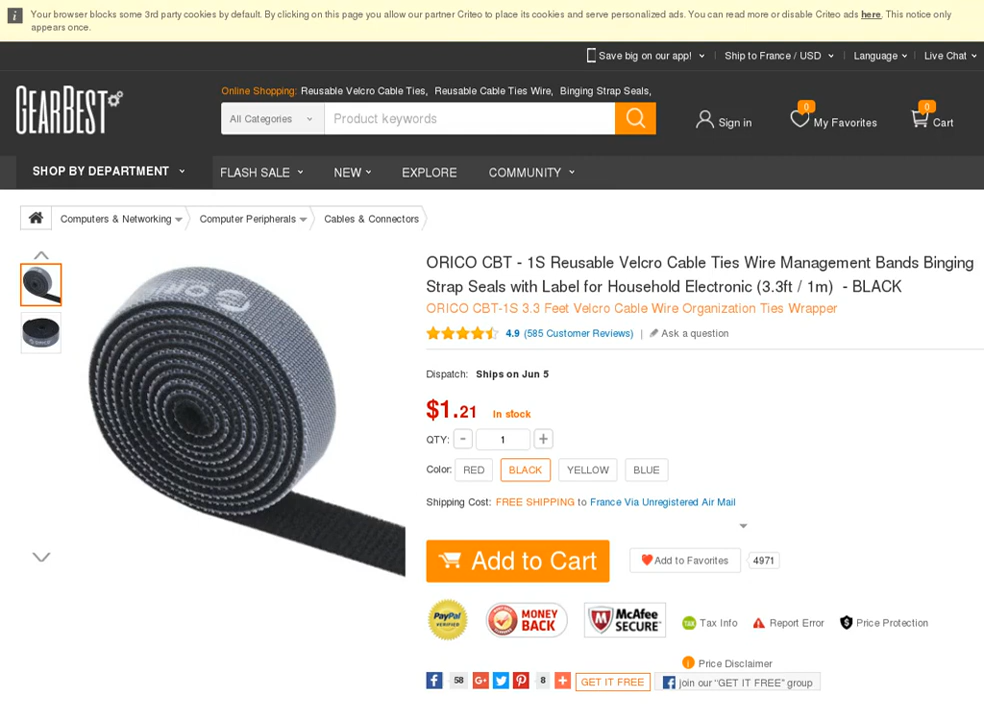 Your browser blocks some 3rd party cookies by default. By clicking on this page you allow our partner Criteo to place its cookies and serve personalized ads. You can read more or disable Criteo ads here. This notice only
appears once.
Save big on our app! Ship to France / USD Language Live Chat
GEARBEST
Online Shopping: Reusable Velcro Cable Ties, Reusable Cable Ties Wire, Binging Strap Seals,
All Categories Product keywords
Sign in 0 My Favorites 0 Cart
SHOP BY DEPARTMENT FLASH SALE NEW EXPLORE COMMUNITY
Computers & Networking Computer Peripherals Cables & Connectors
ORICO
ORICO CBT - 1S Reusable Velcro Cable Ties Wire Management Bands Binging
Strap Seals with Label for Household Electronic (3.3ft / 1m) - BLACK
ORICO CBT-1S 3.3 Feet Velcro Cable Wire Organization Ties Wrapper
4.9 (585 Customer Reviews) | Ask a question
Dispatch: Ships on Jun 5
$1.21 In stock
QTY: - 1 +
Color: RED BLACK YELLOW BLUE
Shipping Cost: FREE SHIPPING to France Via Unregistered Air Mail
Add to Cart Add to Favorites 4971
PayPal VERIFIED MONEY BACK McAfee SECURE™ TAX Tax Info Report Error Price Protection
Price Disclaimer
58 8 GET IT FREE join our "GET IT FREE" group